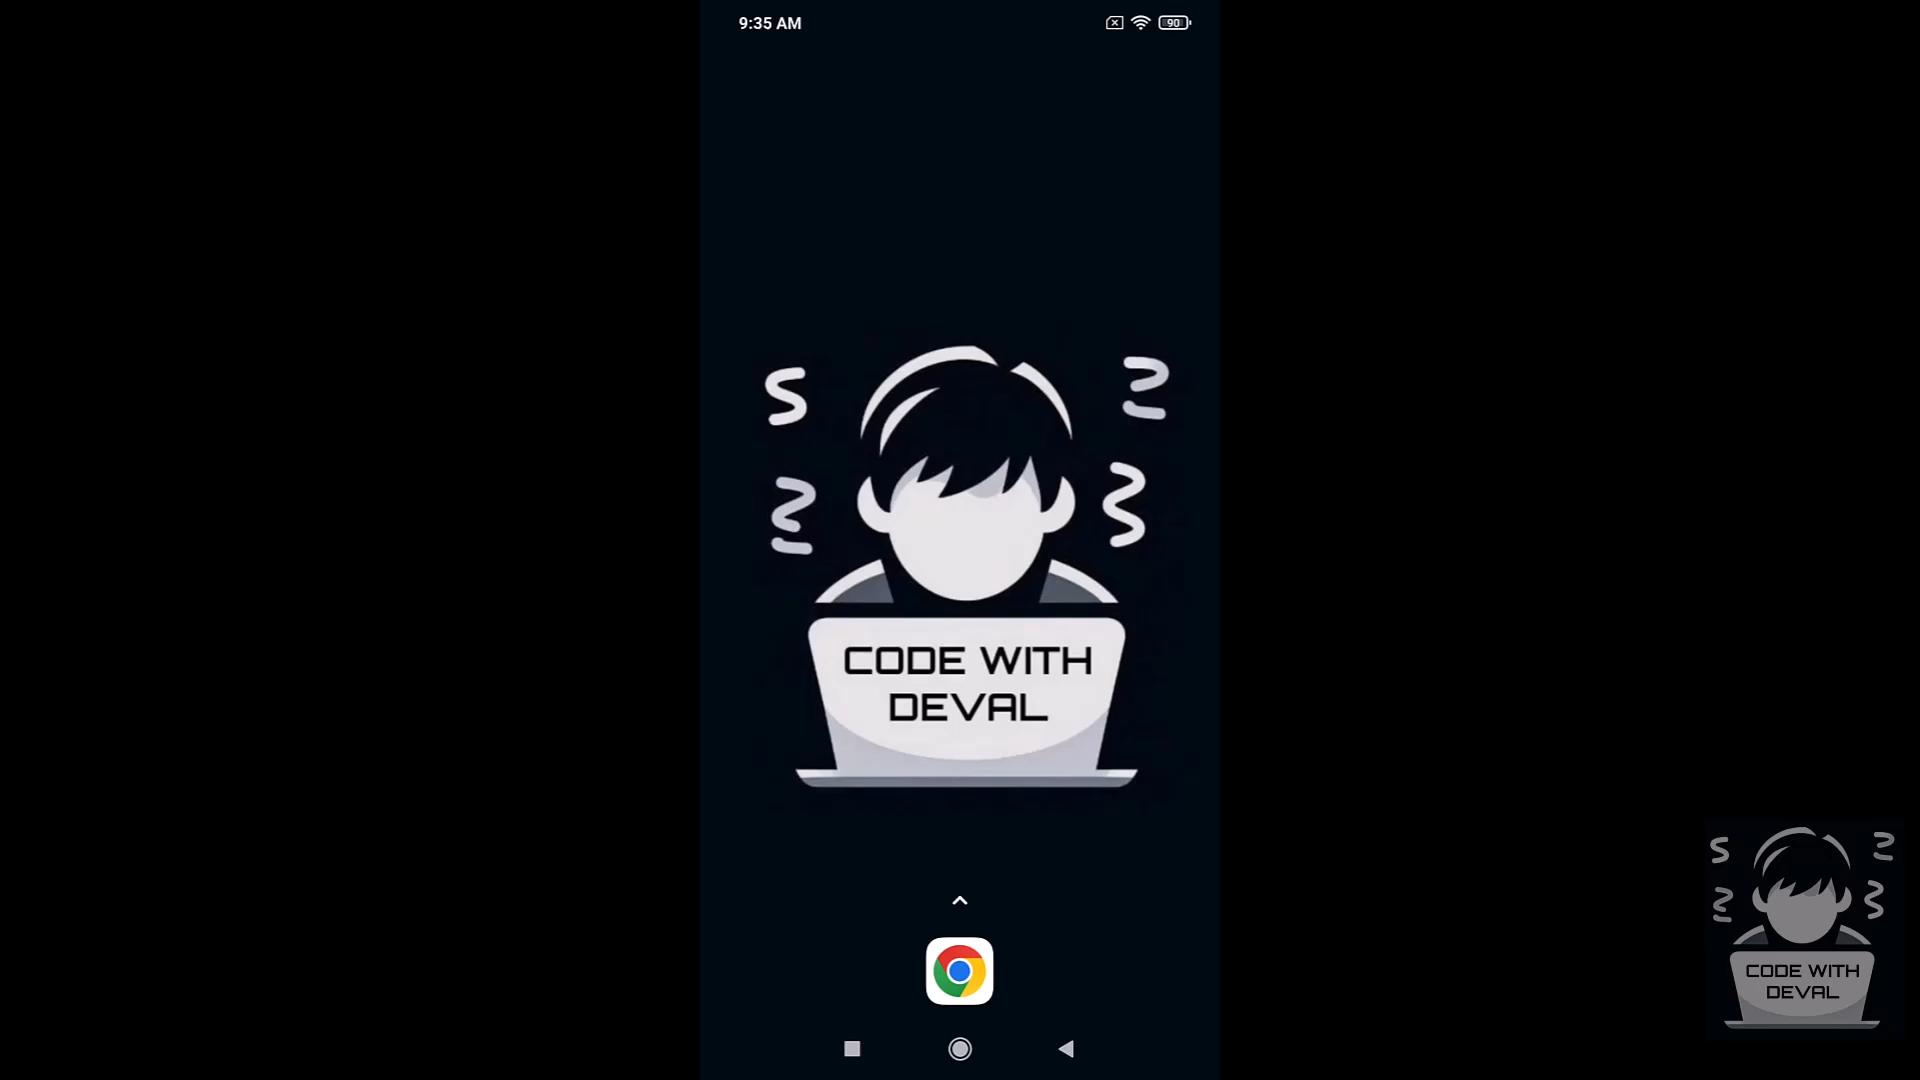 9:35 AM
90
CODE WITH
DEVAL
CODE WITH
DEVAL